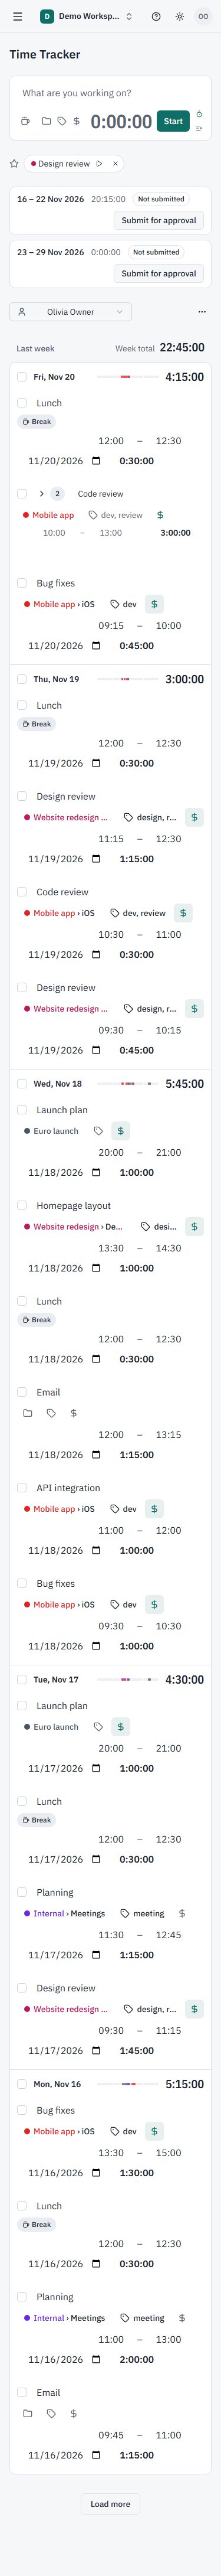 D Demo Worksp... OO
Time Tracker
What are you working on?
0:00:00 Start
Design review
16 – 22 Nov 2026 20:15:00 Not submitted
Submit for approval
23 – 29 Nov 2026 0:00:00 Not submitted
Submit for approval
Olivia Owner
Last week Week total 22:45:00
Fri, Nov 20 4:15:00
Lunch
Break
12:00 – 12:30
11/20/2026 0:30:00
2 Code review
Mobile app dev, review $
10:00 – 13:00 3:00:00
Bug fixes
Mobile app › iOS dev $
09:15 – 10:00
11/20/2026 0:45:00
Thu, Nov 19 3:00:00
Lunch
Break
12:00 – 12:30
11/19/2026 0:30:00
Design review
Website redesign ... design, r... $
11:15 – 12:30
11/19/2026 1:15:00
Code review
Mobile app › iOS dev, review $
10:30 – 11:00
11/19/2026 0:30:00
Design review
Website redesign ... design, r... $
09:30 – 10:15
11/19/2026 0:45:00
Wed, Nov 18 5:45:00
Launch plan
Euro launch $
20:00 – 21:00
11/18/2026 1:00:00
Homepage layout
Website redesign › De... desi... $
13:30 – 14:30
11/18/2026 1:00:00
Lunch
Break
12:00 – 12:30
11/18/2026 0:30:00
Email
$
12:00 – 13:15
11/18/2026 1:15:00
API integration
Mobile app › iOS dev $
11:00 – 12:00
11/18/2026 1:00:00
Bug fixes
Mobile app › iOS dev $
09:30 – 10:30
11/18/2026 1:00:00
Tue, Nov 17 4:30:00
Launch plan
Euro launch $
20:00 – 21:00
11/17/2026 1:00:00
Lunch
Break
12:00 – 12:30
11/17/2026 0:30:00
Planning
Internal › Meetings meeting $
11:30 – 12:45
11/17/2026 1:15:00
Design review
Website redesign ... design, r... $
09:30 – 11:15
11/17/2026 1:45:00
Mon, Nov 16 5:15:00
Bug fixes
Mobile app › iOS dev $
13:30 – 15:00
11/16/2026 1:30:00
Lunch
Break
12:00 – 12:30
11/16/2026 0:30:00
Planning
Internal › Meetings meeting $
11:00 – 13:00
11/16/2026 2:00:00
Email
$
09:45 – 11:00
11/16/2026 1:15:00
Load more